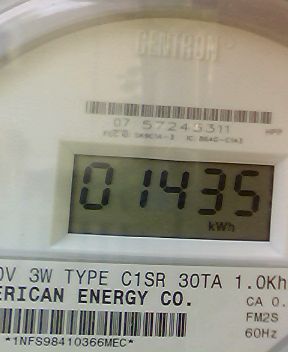 CENTRON
07 57243311
01435
kWh
0V 3W TYPE C1SR 30TA 1.0Kh
ERICAN ENERGY CO.
CA 0.
FM2S
60Hz
*1NFS98410366MEC*